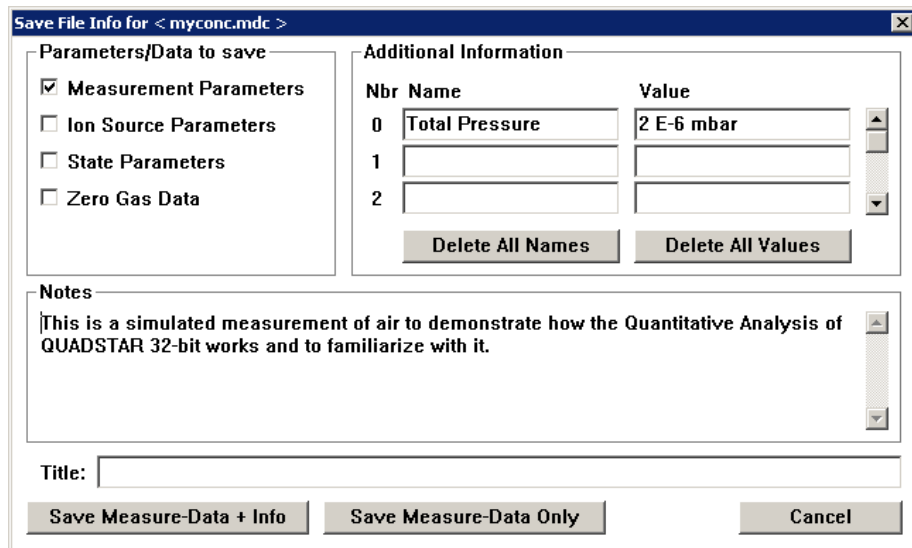 Save File Info for < myconc.mdc >
Parameters/Data to save
Measurement Parameters
Ion Source Parameters
State Parameters
Zero Gas Data
Additional Information
Nbr Name Value
0 Total Pressure 2 E-6 mbar
1
2
Delete All Names Delete All Values
Notes
This is a simulated measurement of air to demonstrate how the Quantitative Analysis of
QUADSTAR 32-bit works and to familiarize with it.
Title:
Save Measure-Data + Info Save Measure-Data Only Cancel